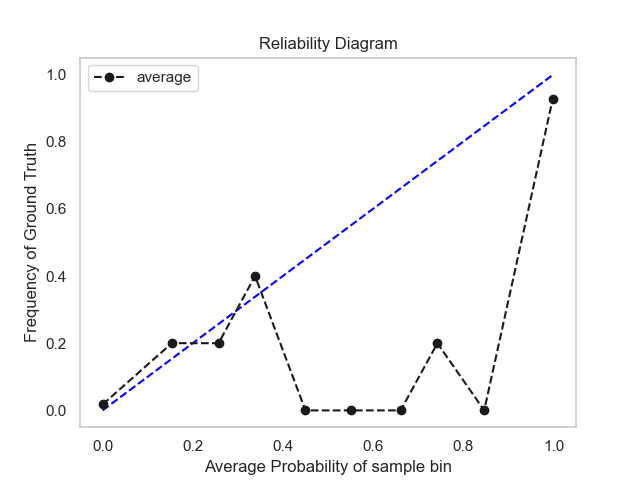 Reliability Diagram
average
Frequency of Ground Truth
1.0
0.8
0.6
0.4
0.2
0.0
0.0 0.2 0.4 0.6 0.8 1.0
Average Probability of sample bin